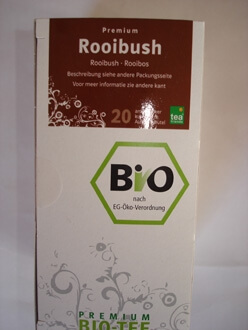 Premium
Rooibush
Rooibush · Rooibos
Beschreibung siehe andere Packungsseite
Voor meer informatie zie andere kant
20
tea
BiO
nach
EG-Öko-Verordnung
PREMIUM
BIO-TEE